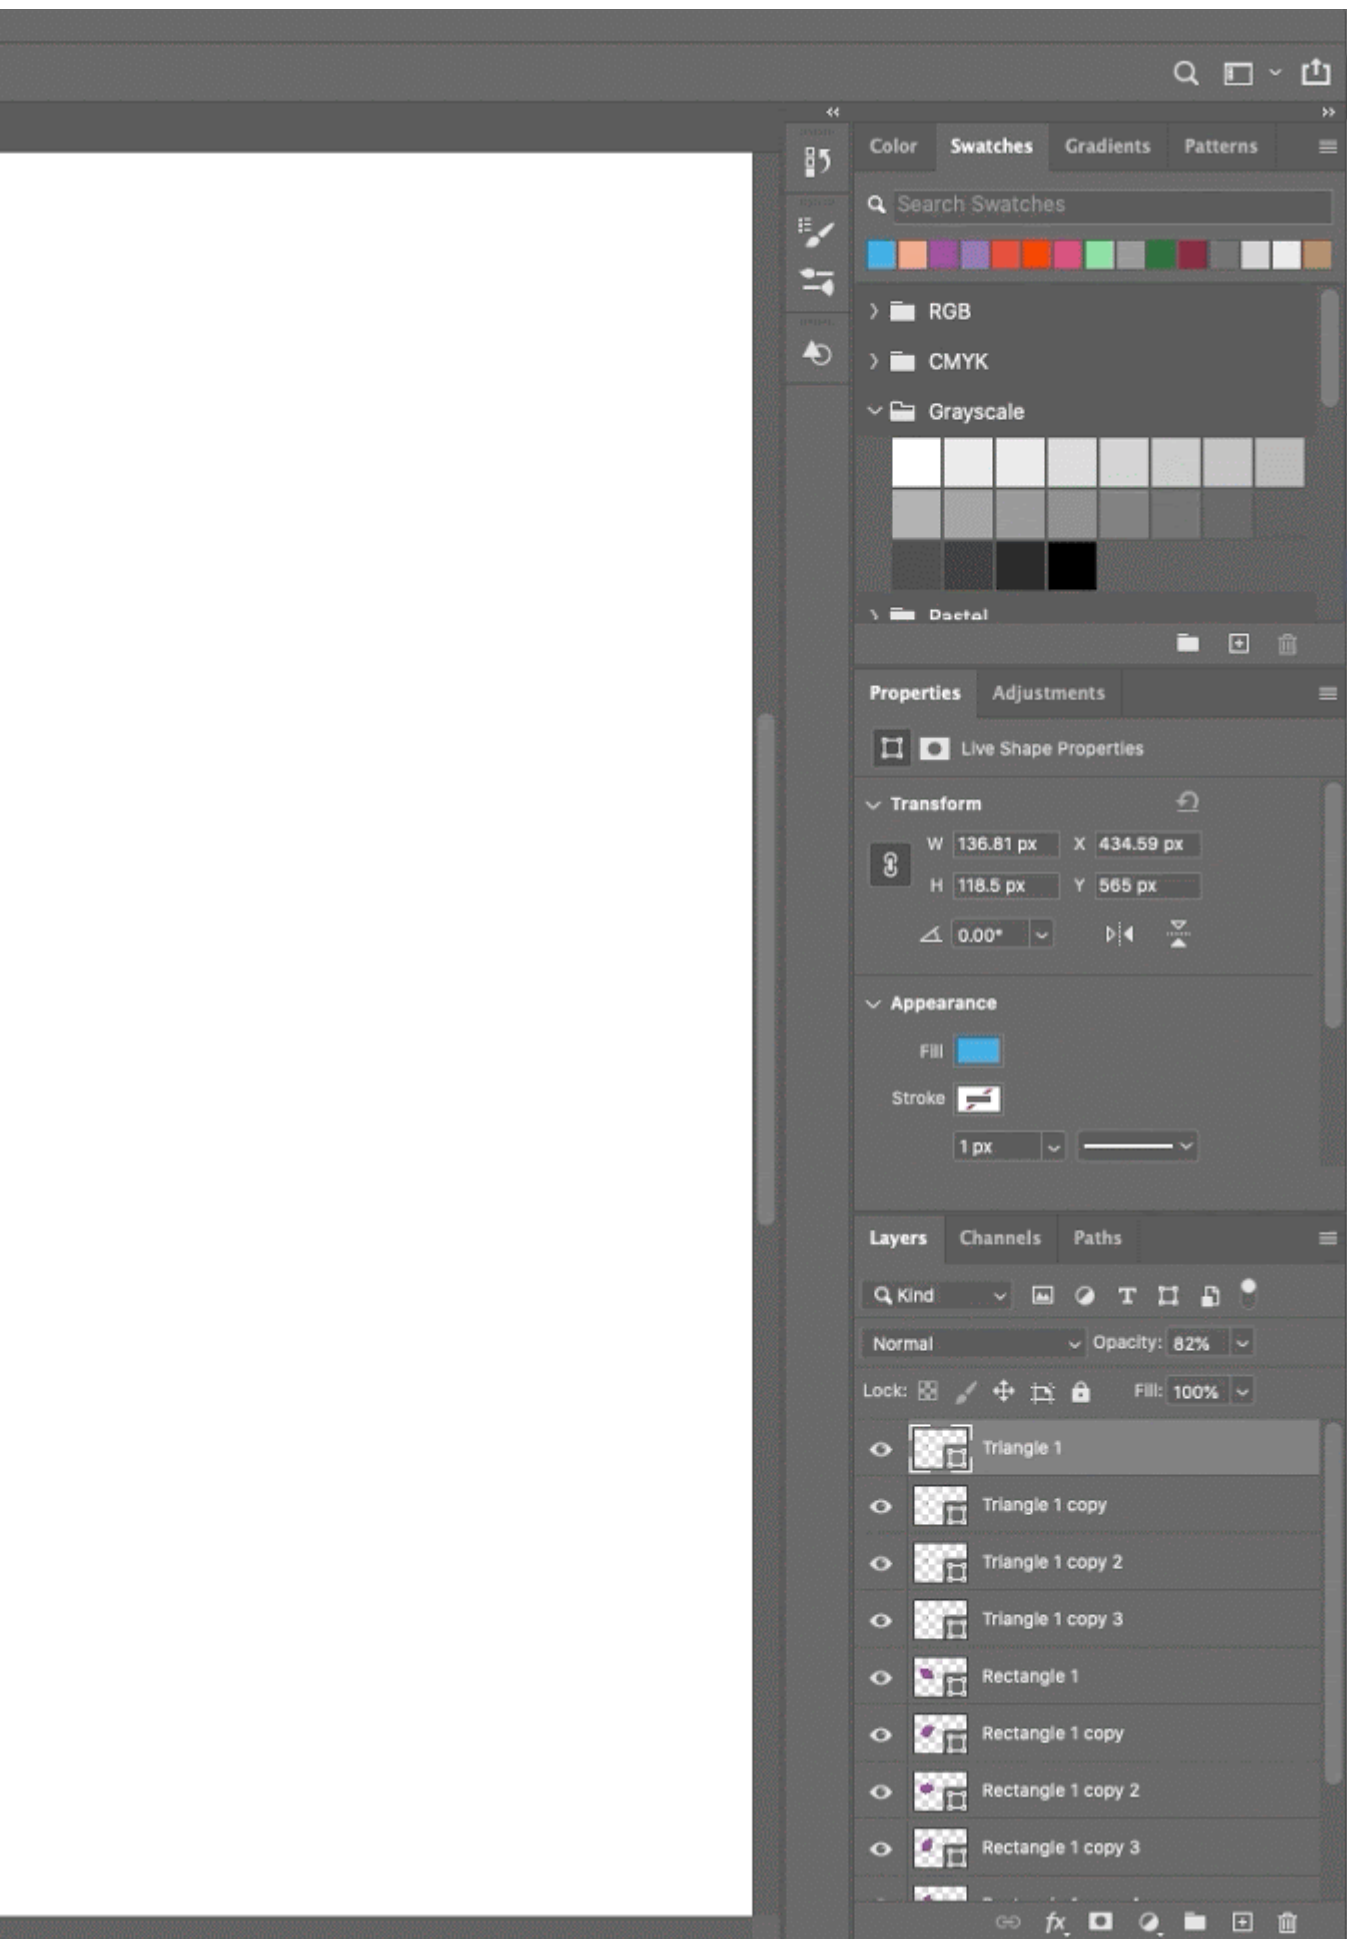 Color Swatches Gradients Patterns
Search Swatches
RGB
CMYK
Grayscale
Pastel
Properties Adjustments
Live Shape Properties
Transform
W 136.81 px X 434.59 px
H 118.5 px Y 565 px
0.00°
Appearance
Fill
Stroke
1 px
Layers Channels Paths
Kind
Normal Opacity: 82%
Lock: Fill: 100%
Triangle 1
Triangle 1 copy
Triangle 1 copy 2
Triangle 1 copy 3
Rectangle 1
Rectangle 1 copy
Rectangle 1 copy 2
Rectangle 1 copy 3
fx